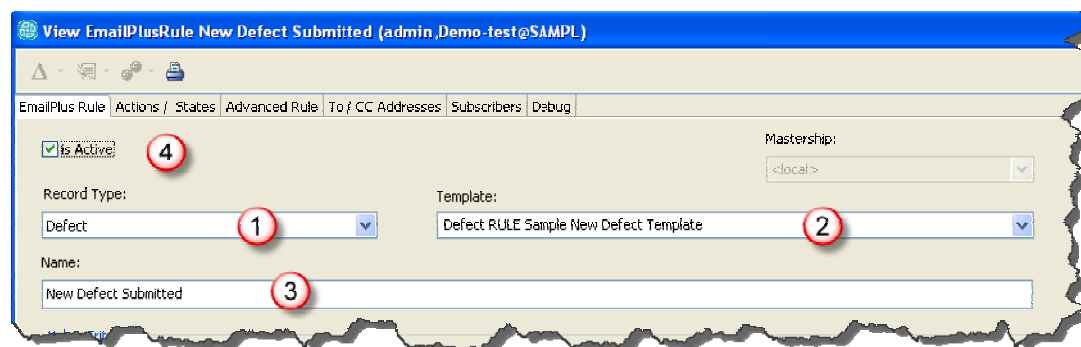 View EmailPlusRule New Defect Submitted (admin,Demo-test@SAMPL)
EmailPlus Rule Actions / States Advanced Rule To / CC Addresses Subscribers Debug
is Active 4
Mastership:
<local>
Record Type:
Template:
Defect 1
Defect RULE Sample New Defect Template 2
Name:
New Defect Submitted 3